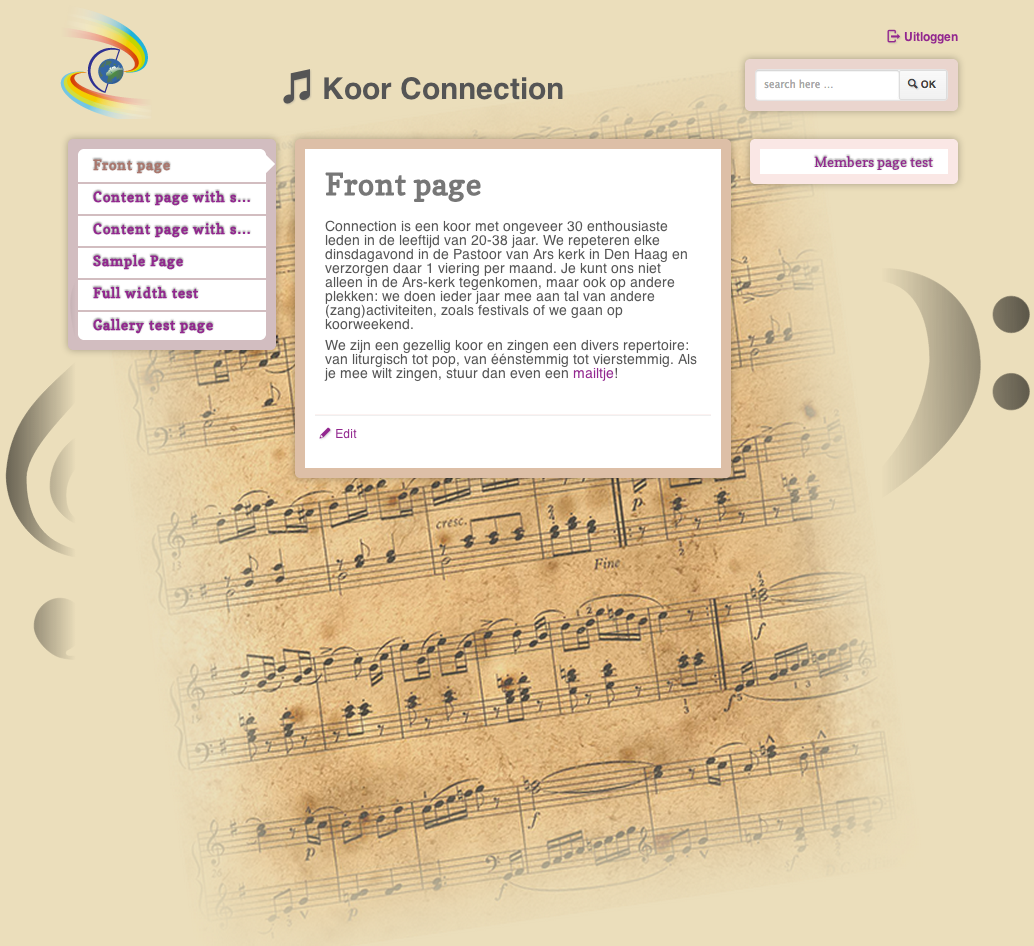 Uitloggen
Koor Connection
search here ...
OK
Front page
Content page with s...
Content page with s...
Sample Page
Full width test
Gallery test page
Front page
Connection is een koor met ongeveer 30 enthousiaste
leden in de leeftijd van 20-38 jaar. We repeteren elke
dinsdagavond in de Pastoor van Ars kerk in Den Haag en
verzorgen daar 1 viering per maand. Je kunt ons niet
alleen in de Ars-kerk tegenkomen, maar ook op andere
plekken: we doen ieder jaar mee aan tal van andere
(zang)activiteiten, zoals festivals of we gaan op
koorweekend.
We zijn een gezellig koor en zingen een divers repertoire:
van liturgisch tot pop, van éénstemmig tot vierstemmig. Als
je mee wilt zingen, stuur dan even een mailtje!
Edit
Members page test
cresc.
p
Fine
f
f
f
p
f
p